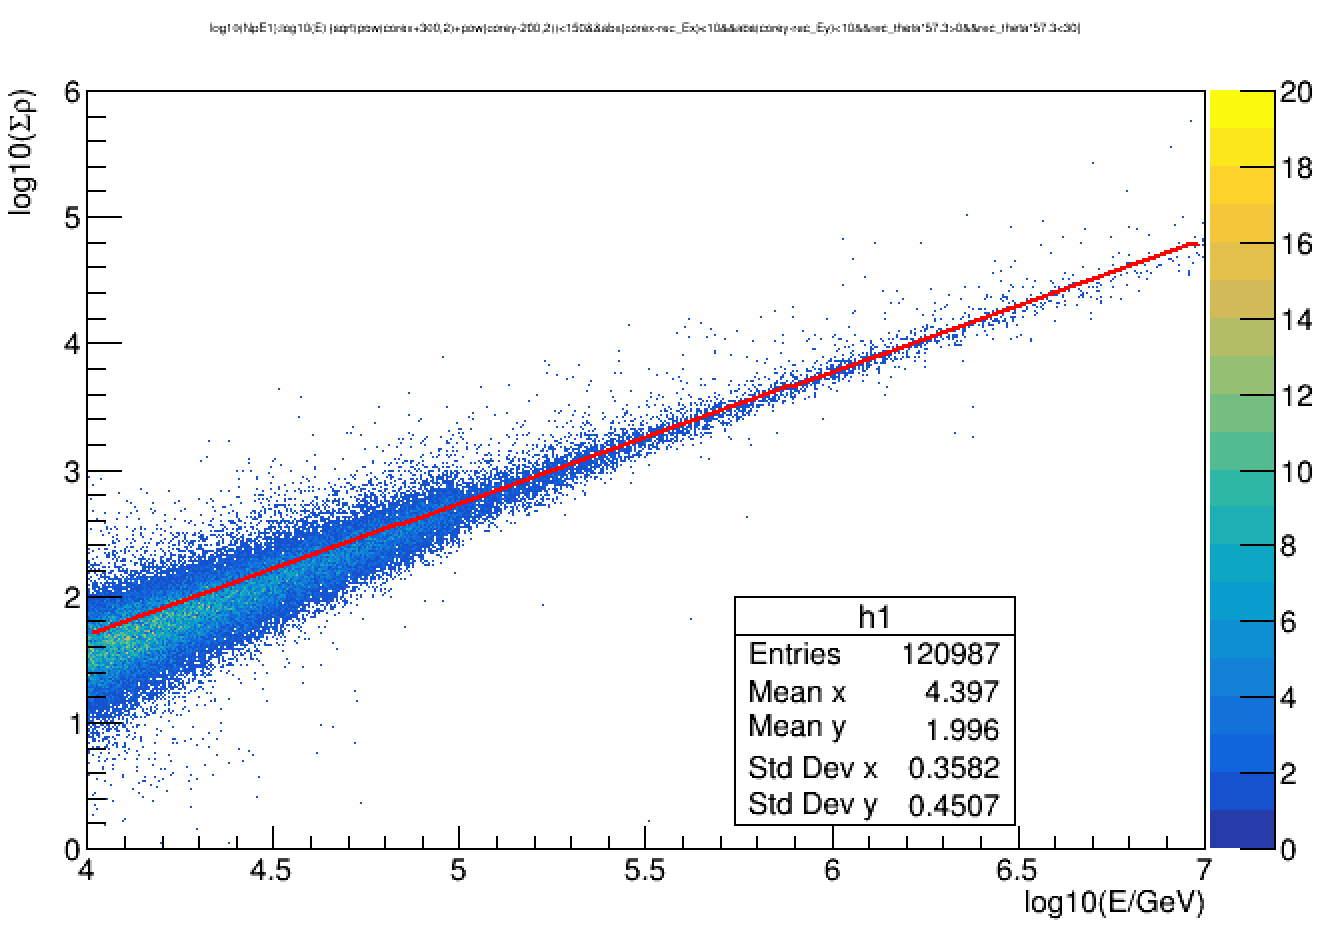 log10(NpE1):log10(E) {sqrt(pow(corex+300,2)+pow(corey-200,2))<150&&abs(corex-rec_Ex)<10&&abs(corey-rec_Ey)<10&&rec_theta*57.3>0&&rec_theta*57.3<30}
log10(Σρ)
6
5
4
3
2
1
0
20
18
16
14
12
10
8
6
4
2
0
h1
Entries 120987
Mean x 4.397
Mean y 1.996
Std Dev x 0.3582
Std Dev y 0.4507
4 4.5 5 5.5 6 6.5 7
log10(E/GeV)